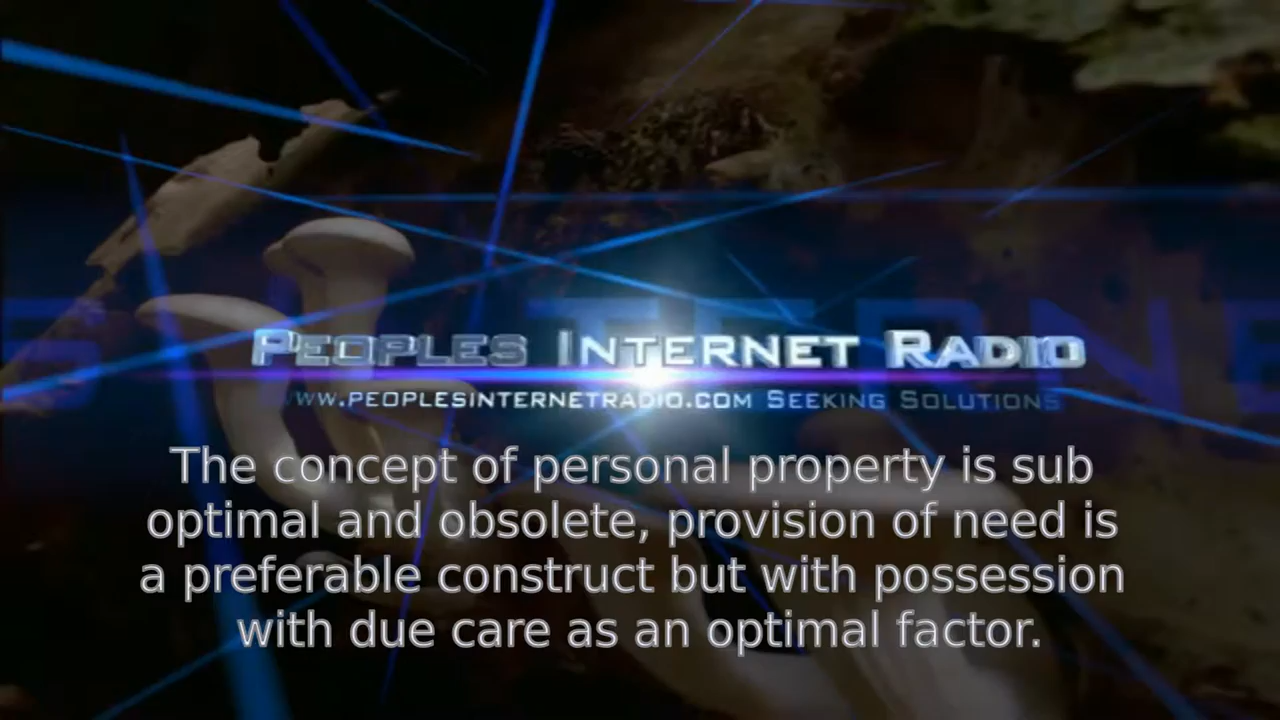 PEOPLES INTERNET RADIO
WWW.PEOPLESINTERNETRADIO.COM SEEKING SOLUTIONS
The concept of personal property is sub
optimal and obsolete, provision of need is
a preferable construct but with possession
with due care as an optimal factor.